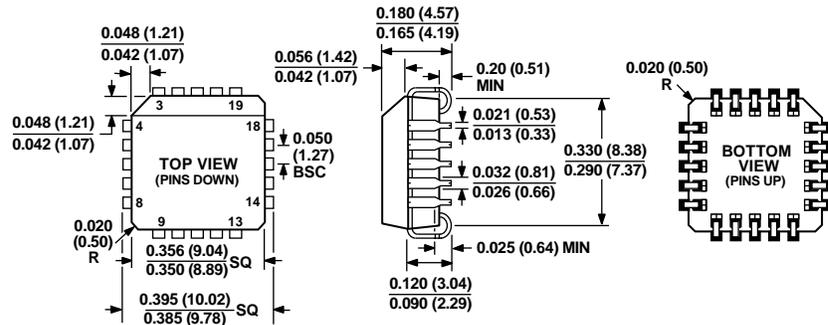 0.048 (1.21)
0.042 (1.07)
0.048 (1.21)
0.042 (1.07)
3
19
4
18
TOP VIEW
(PINS DOWN)
8
14
9
13
0.050
(1.27)
BSC
0.020
(0.50)
R
0.356 (9.04)
0.350 (8.89)
SQ
0.395 (10.02)
0.385 (9.78)
SQ
0.180 (4.57)
0.165 (4.19)
0.056 (1.42)
0.042 (1.07)
0.20 (0.51)
MIN
0.021 (0.53)
0.013 (0.33)
0.032 (0.81)
0.026 (0.66)
0.330 (8.38)
0.290 (7.37)
0.025 (0.64) MIN
0.120 (3.04)
0.090 (2.29)
0.020 (0.50)
R
BOTTOM
VIEW
(PINS UP)